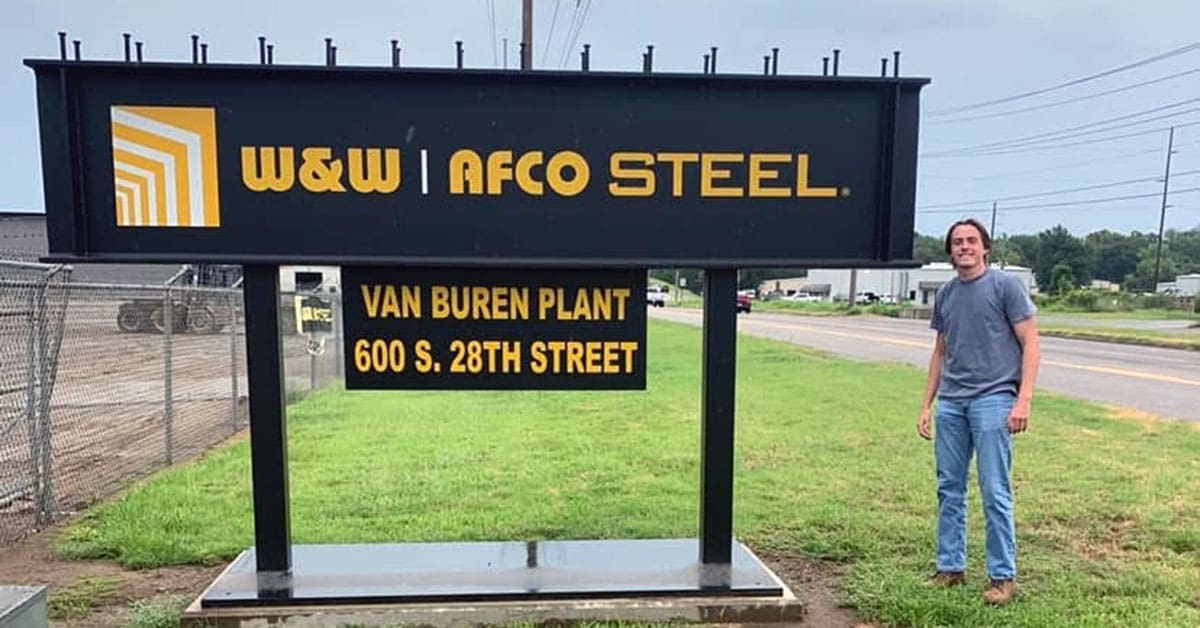 W&W | AFCO STEEL®
VAN BUREN PLANT
600 S. 28TH STREET